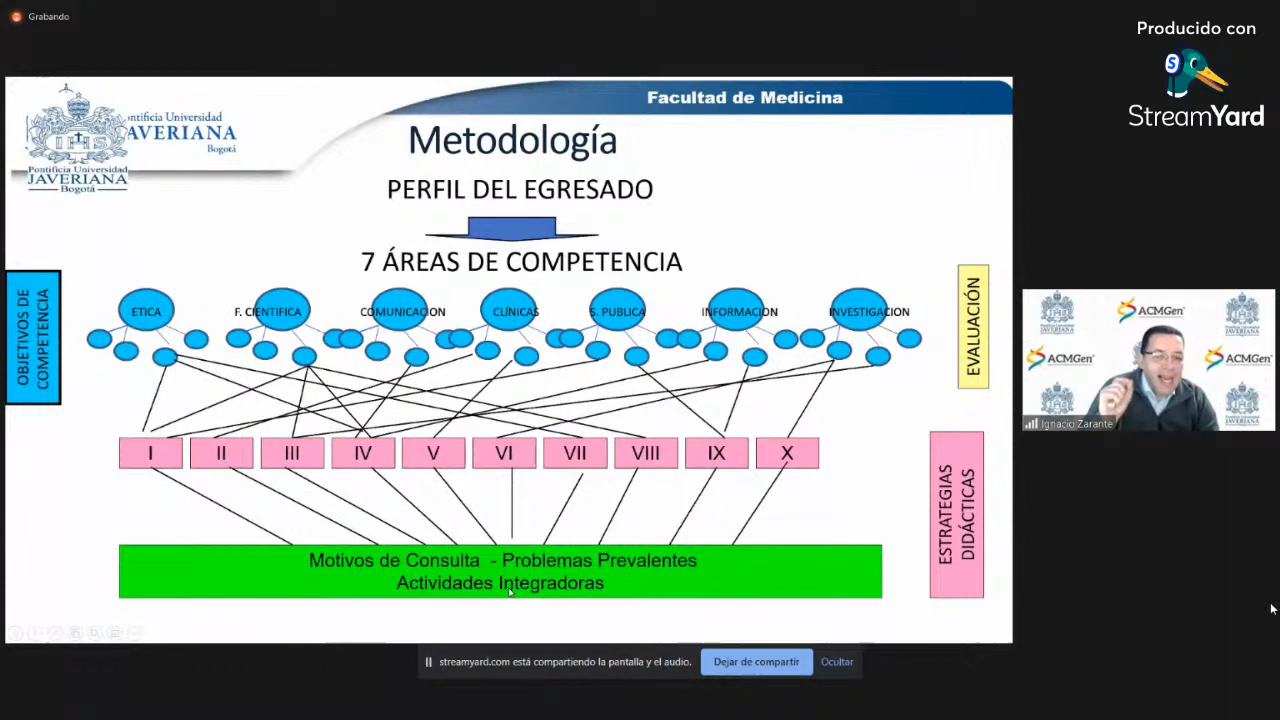 Grabando
Producido con
StreamYard
Pontificia Universidad
JAVERIANA
Bogotá
ntificia Universidad
AVERIANA
Bogotá
Facultad de Medicina
Metodología
PERFIL DEL EGRESADO
7 ÁREAS DE COMPETENCIA
OBJETIVOS DE
COMPETENCIA
EVALUACIÓN
ETICA
F. CIENTIFICA
COMUNICACION
CLÍNICAS
S. PUBLICA
INFORMACION
INVESTIGACION
I
II
III
IV
V
VI
VII
VIII
IX
X
ESTRATEGIAS
DIDÁCTICAS
Motivos de Consulta - Problemas Prevalentes
Actividades Integradoras
ACMGen
ACMGen
ACMGen
Ignacio Zarante
streamyard.com está compartiendo la pantalla y el audio.
Dejar de compartir
Ocultar